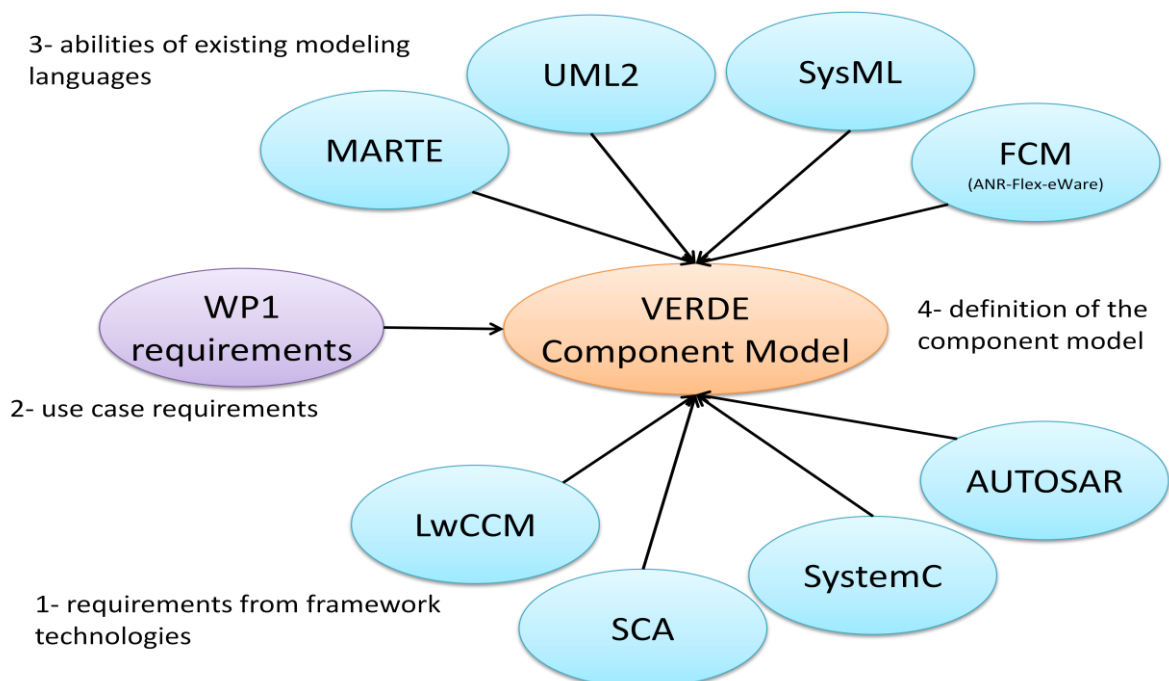 3- abilities of existing modeling
languages
UML2
SysML
MARTE
FCM
(ANR-Flex-eWare)
WP1
requirements
VERDE
Component Model
4- definition of the
component model
2- use case requirements
LwCCM
AUTOSAR
SystemC
SCA
1- requirements from framework
technologies